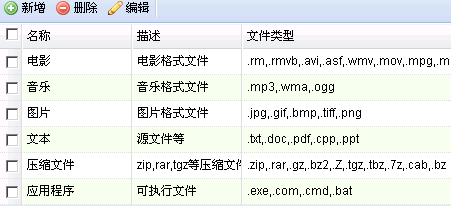 新增 删除 编辑
名称 描述 文件类型
电影 电影格式文件 .rm,.rmvb,.avi,.asf,.wmv,.mov,.mpg,.m
音乐 音乐格式文件 .mp3,.wma,.ogg
图片 图片格式文件 .jpg,.gif,.bmp,.tiff,.png
文本 源文件等 .txt,.doc,.pdf,.cpp,.ppt
压缩文件 zip,rar,tgz等压缩文件 .zip,.rar,.gz,.bz2,.Z,.tgz,.tbz,.7z,.cab,.bz
应用程序 可执行文件 .exe,.com,.cmd,.bat